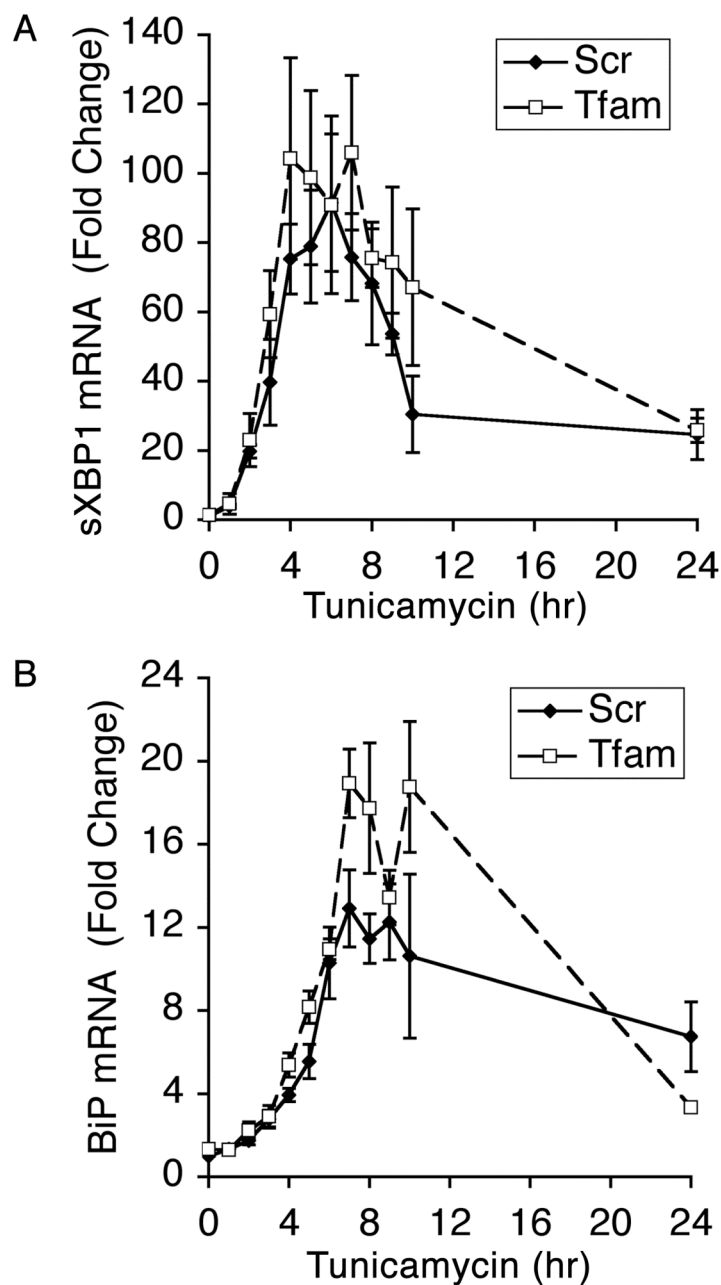 A
sXBP1 mRNA (Fold Change)
140
120
100
80
60
40
20
0
Scr
Tfam
0 4 8 12 16 20 24
Tunicamycin (hr)
B
BiP mRNA (Fold Change)
24
20
16
12
8
4
0
Scr
Tfam
0 4 8 12 16 20 24
Tunicamycin (hr)